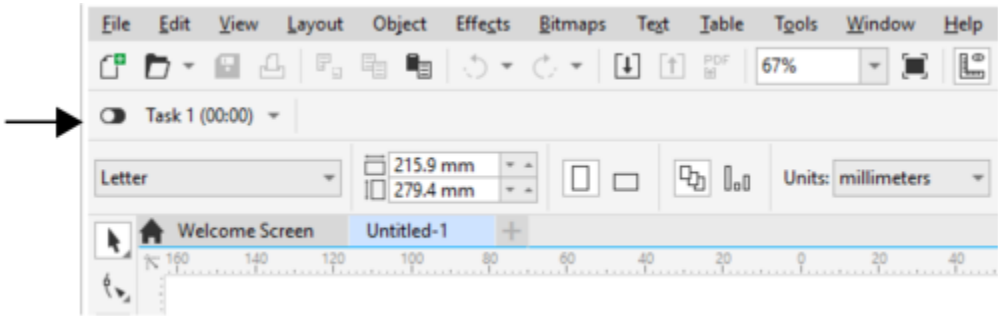 File Edit View Layout Object Effects Bitmaps Text Table Tools Window Help
PDF 67%
Task 1 (00:00)
Letter 215.9 mm 279.4 mm Units: millimeters
Welcome Screen Untitled-1
160 140 120 100 80 60 40 20 0 20 40